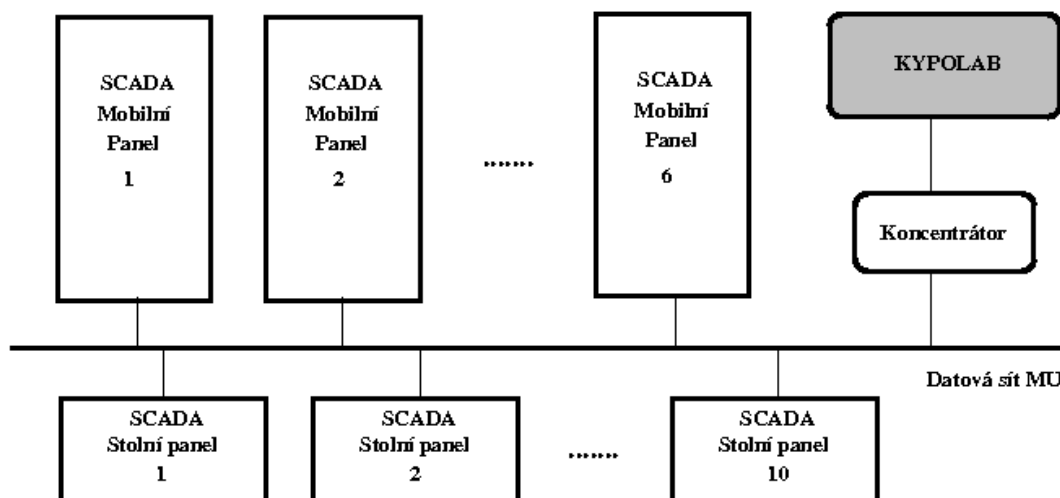 SCADA
Mobilní
Panel
1
SCADA
Mobilní
Panel
2
.......
SCADA
Mobilní
Panel
6
KYPOLAB
Koncentrátor
Datová sít MU
SCADA
Stolní panel
1
SCADA
Stolní panel
2
.......
SCADA
Stolní panel
10